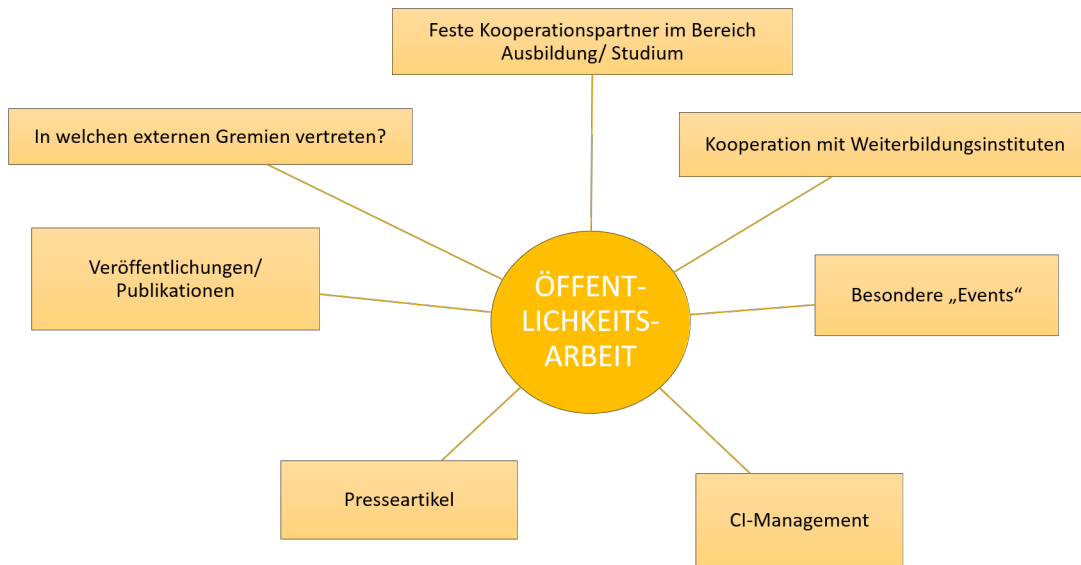 Feste Kooperationspartner im Bereich
Ausbildung/ Studium
In welchen externen Gremien vertreten?
Kooperation mit Weiterbildungsinstituten
Veröffentlichungen/
Publikationen
ÖFFENT-
LICHKEITS-
ARBEIT
Besondere „Events“
Presseartikel
CI-Management